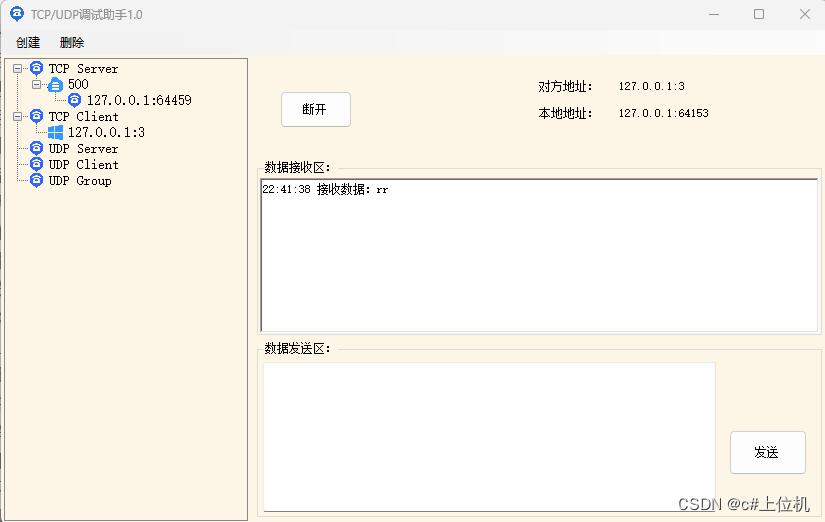 TCP/UDP调试助手1.0
创建 删除
TCP Server
500
127.0.0.1:64459
TCP Client
127.0.0.1:3
UDP Server
UDP Client
UDP Group
断开
对方地址: 127.0.0.1:3
本地地址: 127.0.0.1:64153
数据接收区:
22:41:38 接收数据: rr
数据发送区:
发送
CSDN @c#上位机